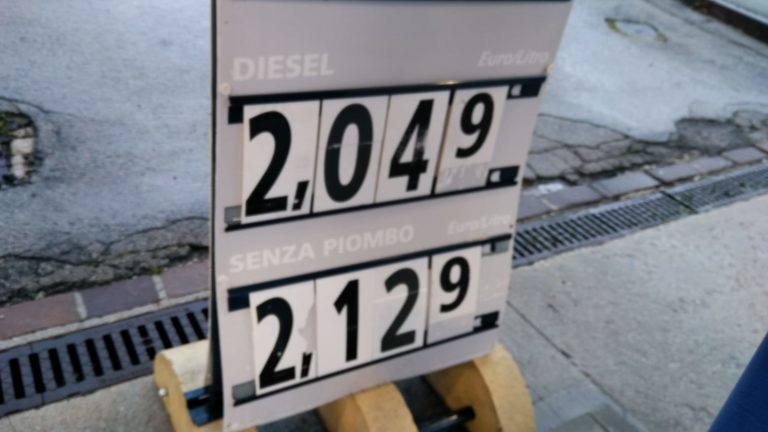 DIESEL Euro/Litro
2,049
SENZA PIOMBO Euro/Litro
2,129